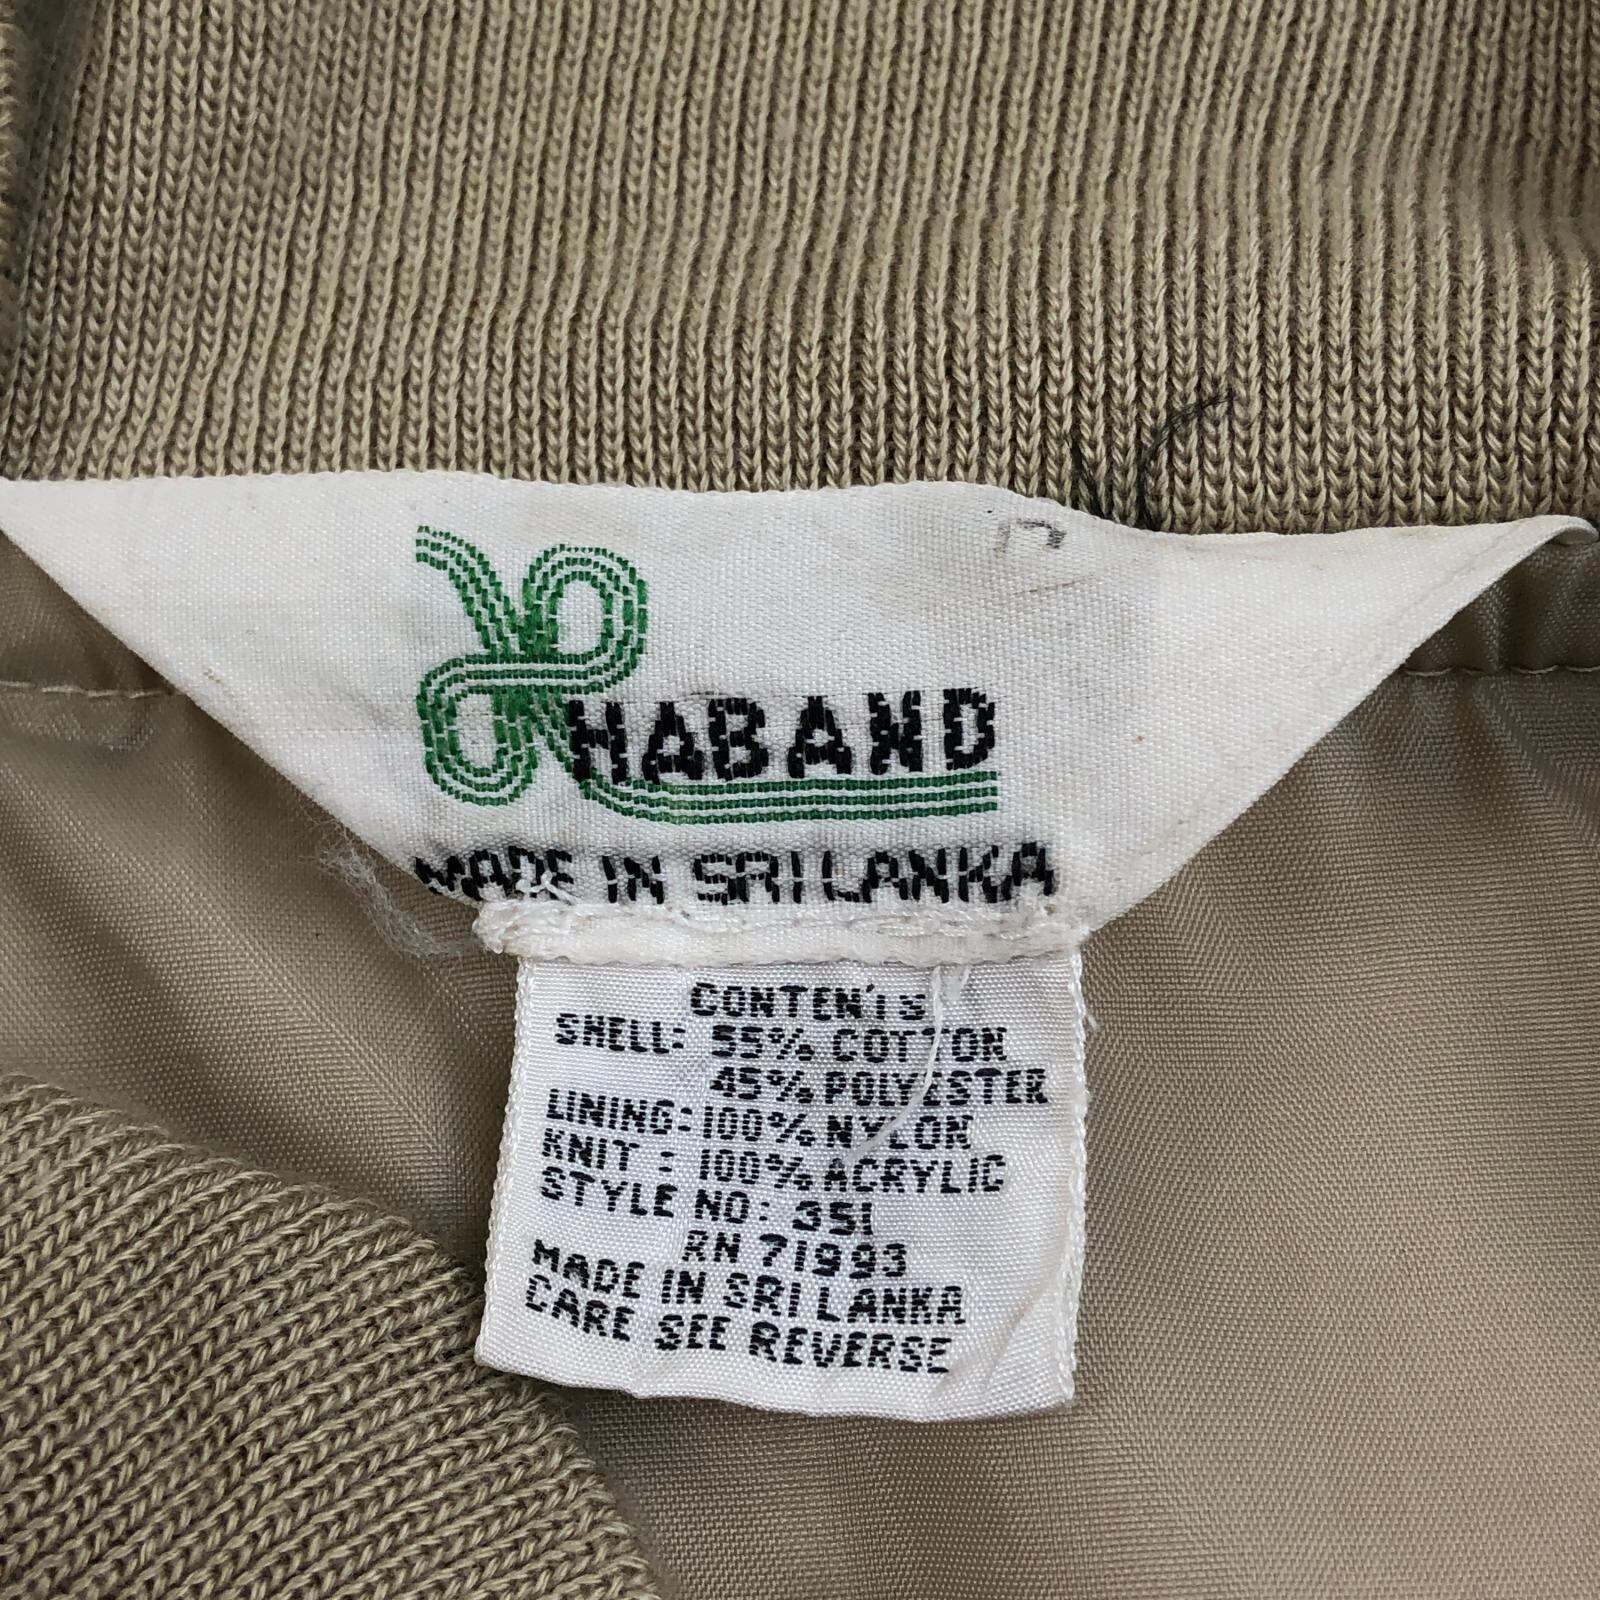 HABAND
MADE IN SRI LANKA
CONTENTS
SHELL: 55% COTTON
45% POLYESTER
LINING: 100% NYLON
KNIT : 100% ACRYLIC
STYLE NO: 351
RN 71993
MADE IN SRI LANKA
CARE SEE REVERSE